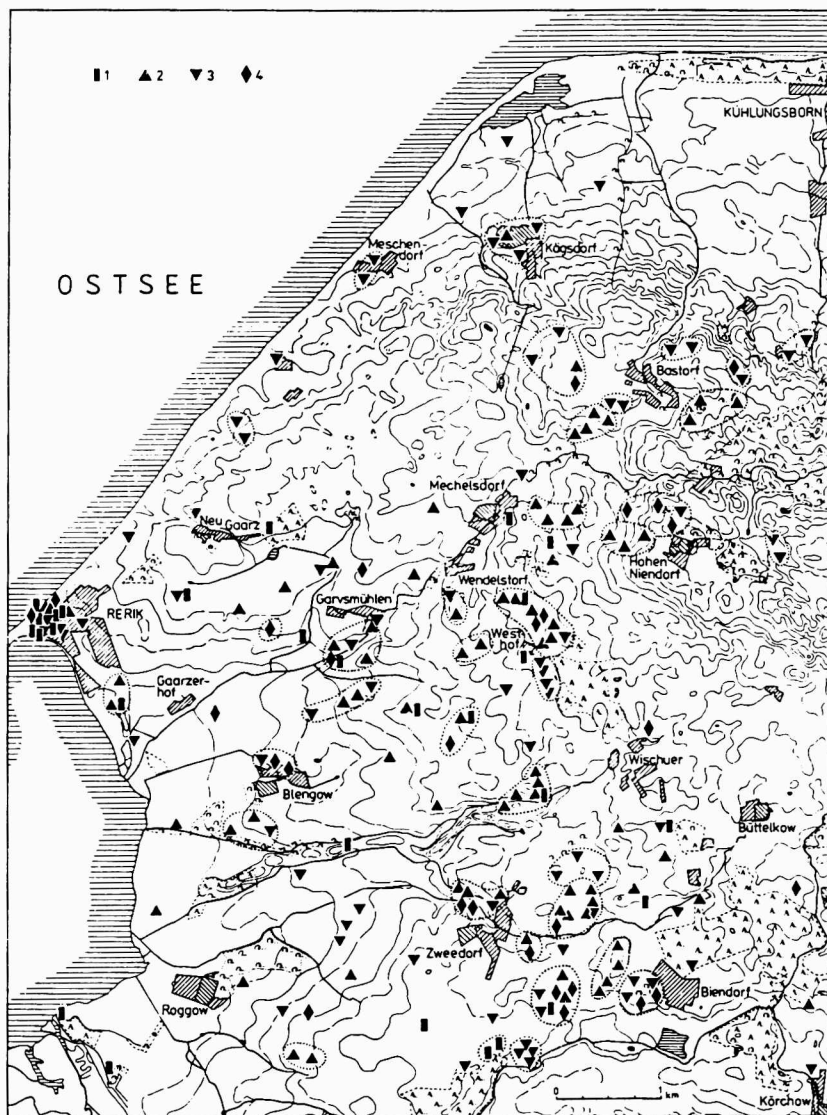 1 2 3 4
KÜHLUNGSBORN
Kägsdorf
Meschen-
dorf
OSTSEE
Bastorf
Mechelsdorf
Neu Gaarz
Hohen
Niendorf
Wendelstorf
Garvsmühlen
RERIK
West-
hof
Gaarzer-
hof
Wischuer
Blengow
Büttelkow
Zweedorf
Biendorf
Roggow
0 km
Körchow